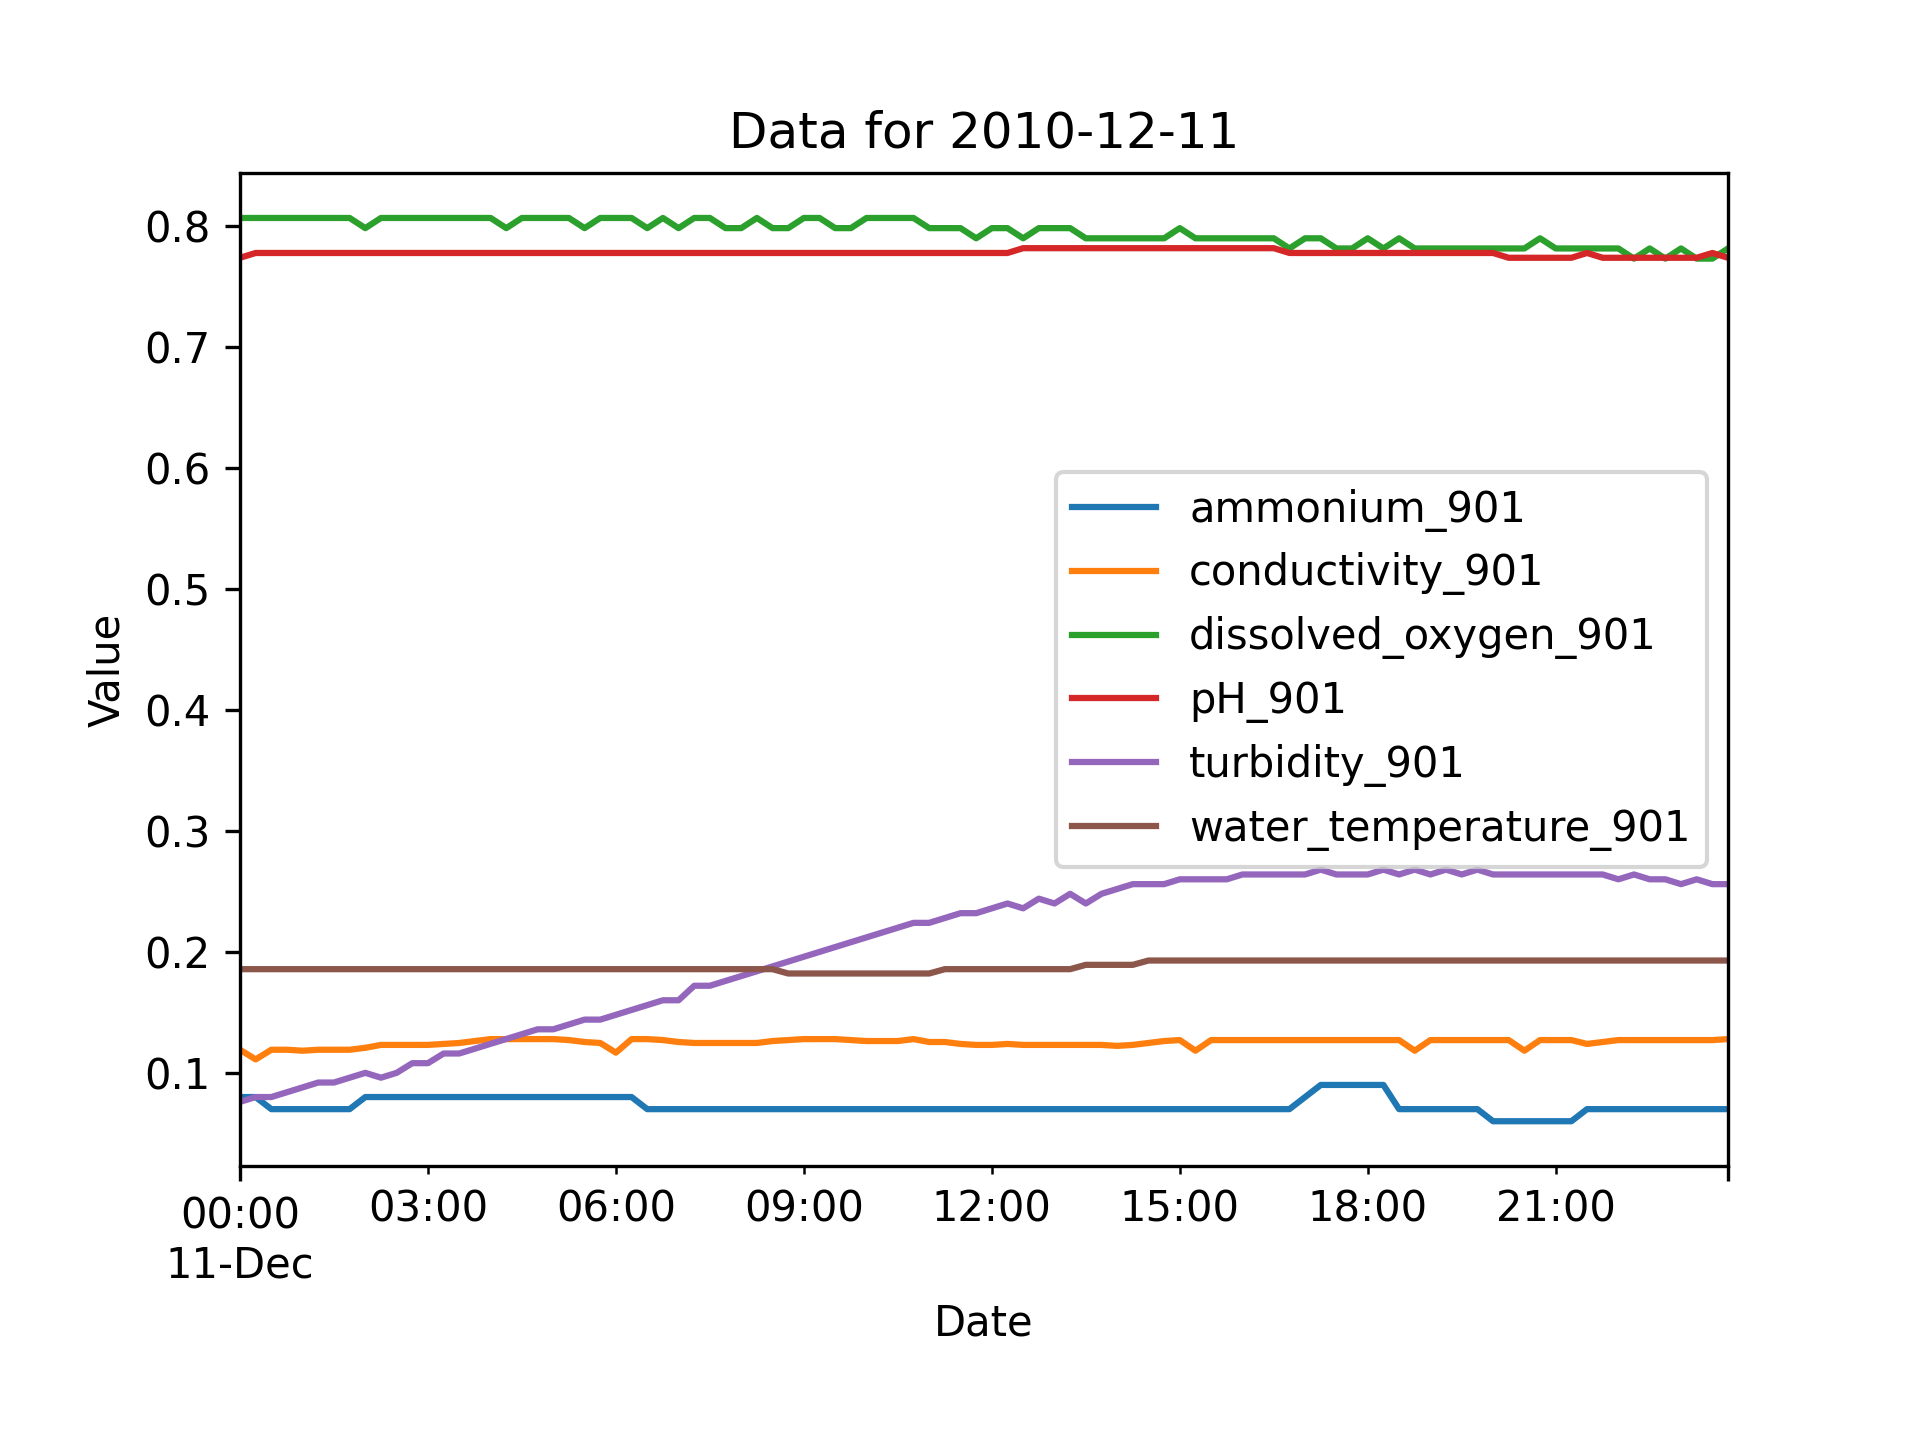 Data for 2010-12-11
Value
0.8
0.7
0.6
0.5
0.4
0.3
0.2
0.1
ammonium_901
conductivity_901
dissolved_oxygen_901
pH_901
turbidity_901
water_temperature_901
00:00 03:00 06:00 09:00 12:00 15:00 18:00 21:00
11-Dec
Date